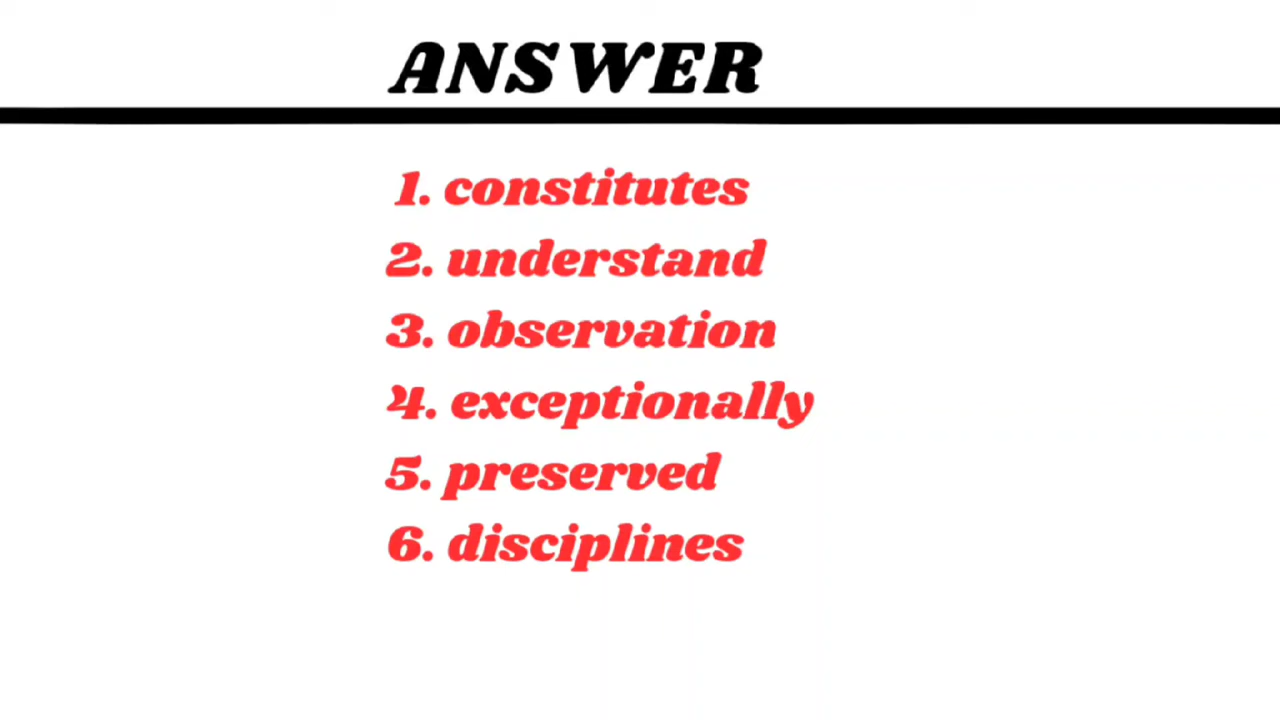 ANSWER
1. constitutes
2. understand
3. observation
4. exceptionally
5. preserved
6. disciplines